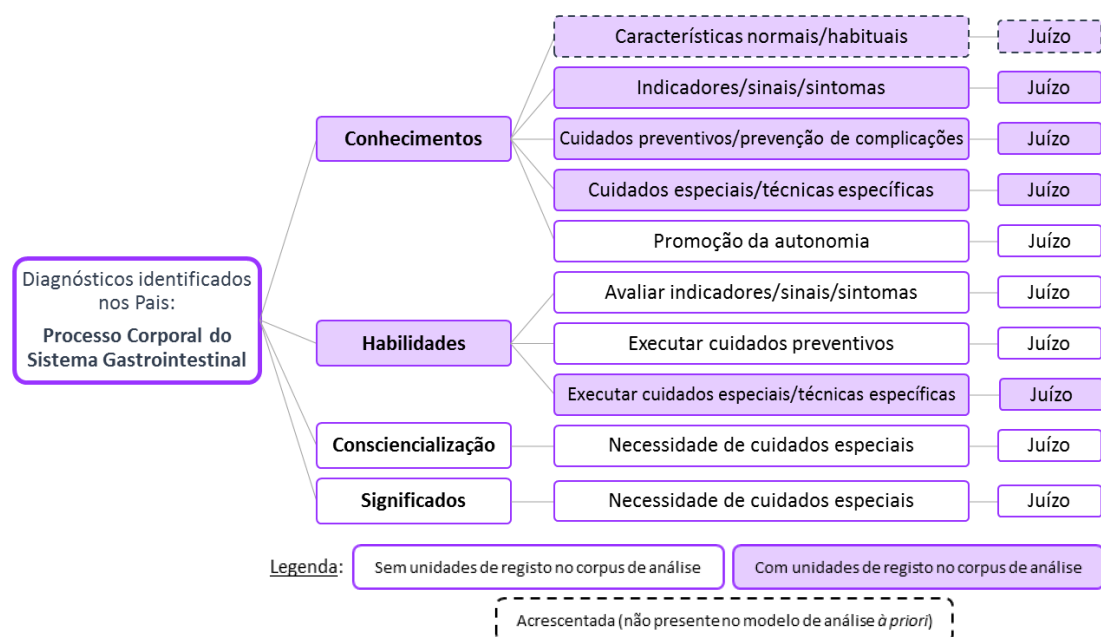 Características normais/habituais
Juízo
Indicadores/sinais/sintomas
Juízo
Conhecimentos
Cuidados preventivos/prevenção de complicações
Juízo
Cuidados especiais/técnicas específicas
Juízo
Promoção da autonomia
Juízo
Diagnósticos identificados
nos Pais:
Processo Corporal do
Sistema Gastrointestinal
Avaliar indicadores/sinais/sintomas
Juízo
Habilidades
Executar cuidados preventivos
Juízo
Executar cuidados especiais/técnicas específicas
Juízo
Consciencialização
Necessidade de cuidados especiais
Juízo
Significados
Necessidade de cuidados especiais
Juízo
Legenda:
Sem unidades de registo no corpus de análise
Com unidades de registo no corpus de análise
Acrescentada (não presente no modelo de análise à priori)